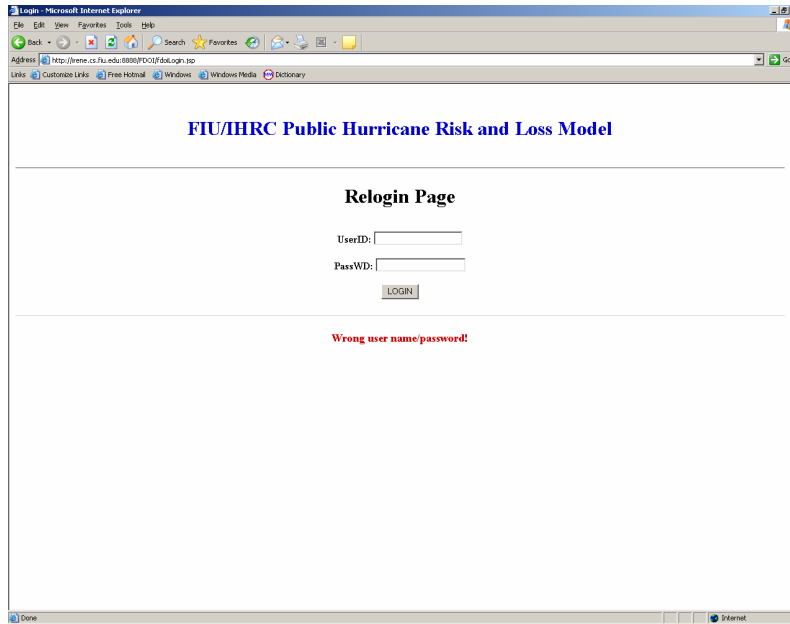 Login - Microsoft Internet Explorer
File Edit View Favorites Tools Help
Back Search Favorites
Address http://irene.cs.fiu.edu:8888/FDOI/fdoiLogin.jsp Go
Links Customize Links Free Hotmail Windows Windows Media Dictionary
FIU/IHRC Public Hurricane Risk and Loss Model
Relogin Page
UserID:
PassWD:
LOGIN
Wrong user name/password!
Done Internet